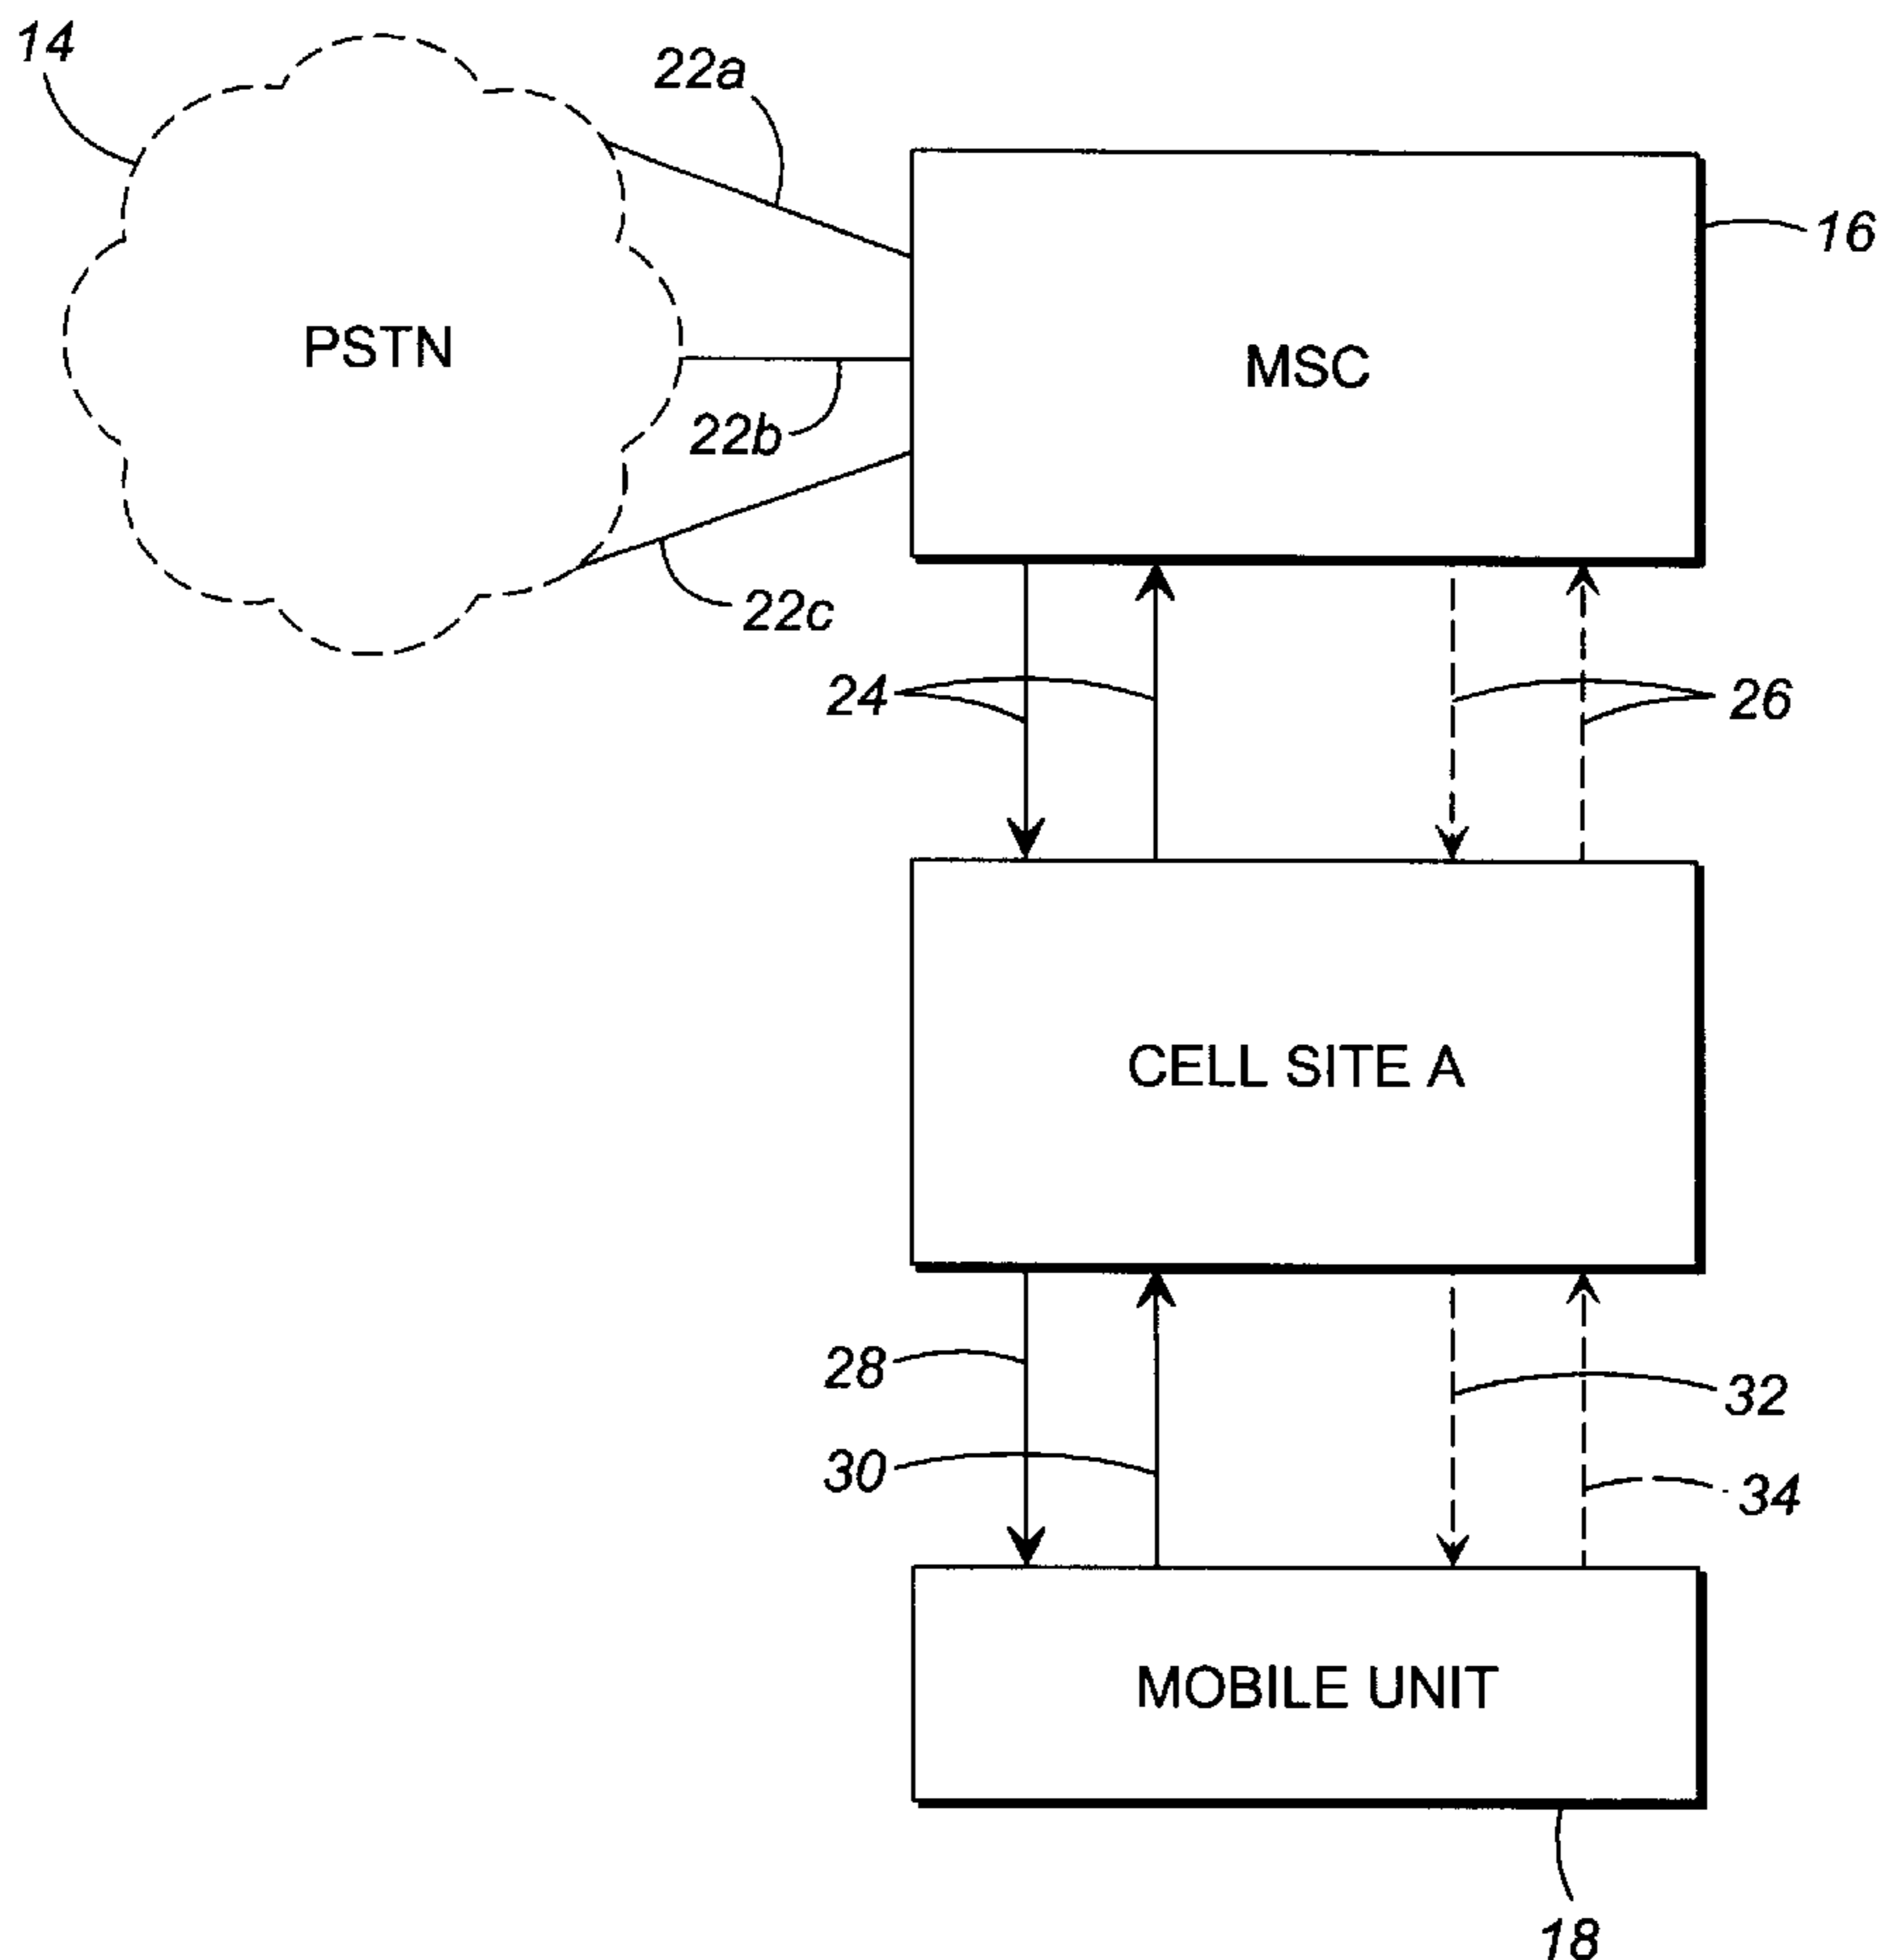 14
22a
16
PSTN
MSC
22b
22c
24
26
CELL SITE A
28
32
30
34
MOBILE UNIT
18